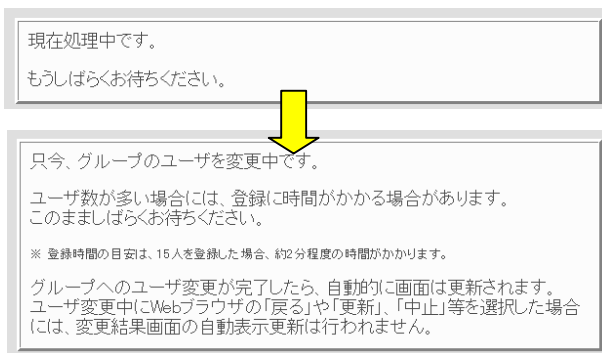 現在処理中です。
もうしばらくお待ちください。
只今、グループのユーザを変更中です。
ユーザ数が多い場合には、登録に時間がかかる場合があります。
このまましばらくお待ちください。
※ 登録時間の目安は、15人を登録した場合、約2分程度の時間がかかります。
グループへのユーザ変更が完了したら、自動的に画面は更新されます。
ユーザ変更中にWebブラウザの「戻る」や「更新」、「中止」等を選択した場合
には、変更結果画面の自動表示更新は行われません。